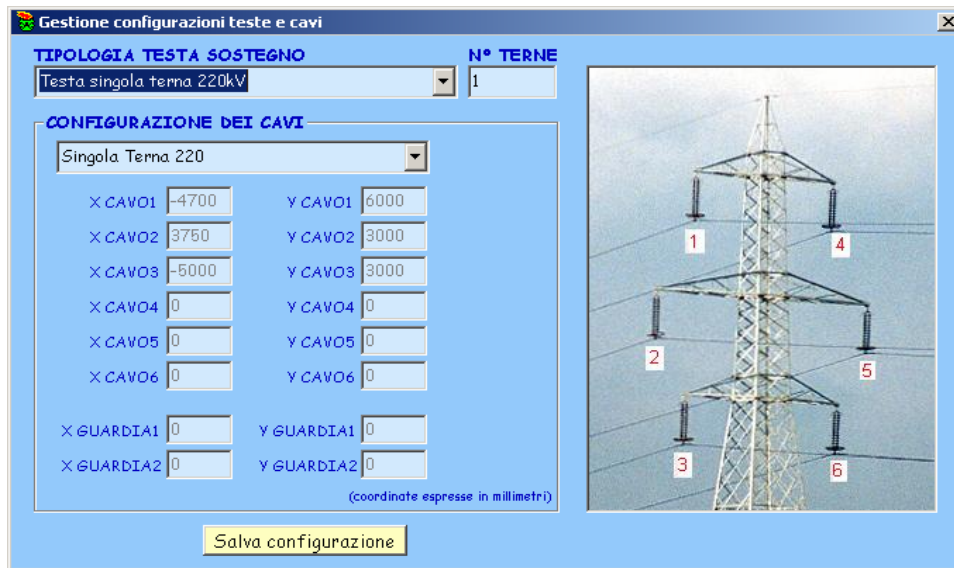 Gestione configurazioni teste e cavi
TIPOLOGIA TESTA SOSTEGNO
N° TERNE
Testa singola terna 220kV
1
CONFIGURAZIONE DEI CAVI
Singola Terna 220
X CAVO1 -4700 Y CAVO1 6000
X CAVO2 3750 Y CAVO2 3000
X CAVO3 -5000 Y CAVO3 3000
X CAVO4 0 Y CAVO4 0
X CAVO5 0 Y CAVO5 0
X CAVO6 0 Y CAVO6 0
X GUARDIA1 0 Y GUARDIA1 0
X GUARDIA2 0 Y GUARDIA2 0
(coordinate espresse in millimetri)
Salva configurazione
1
4
2
5
3
6